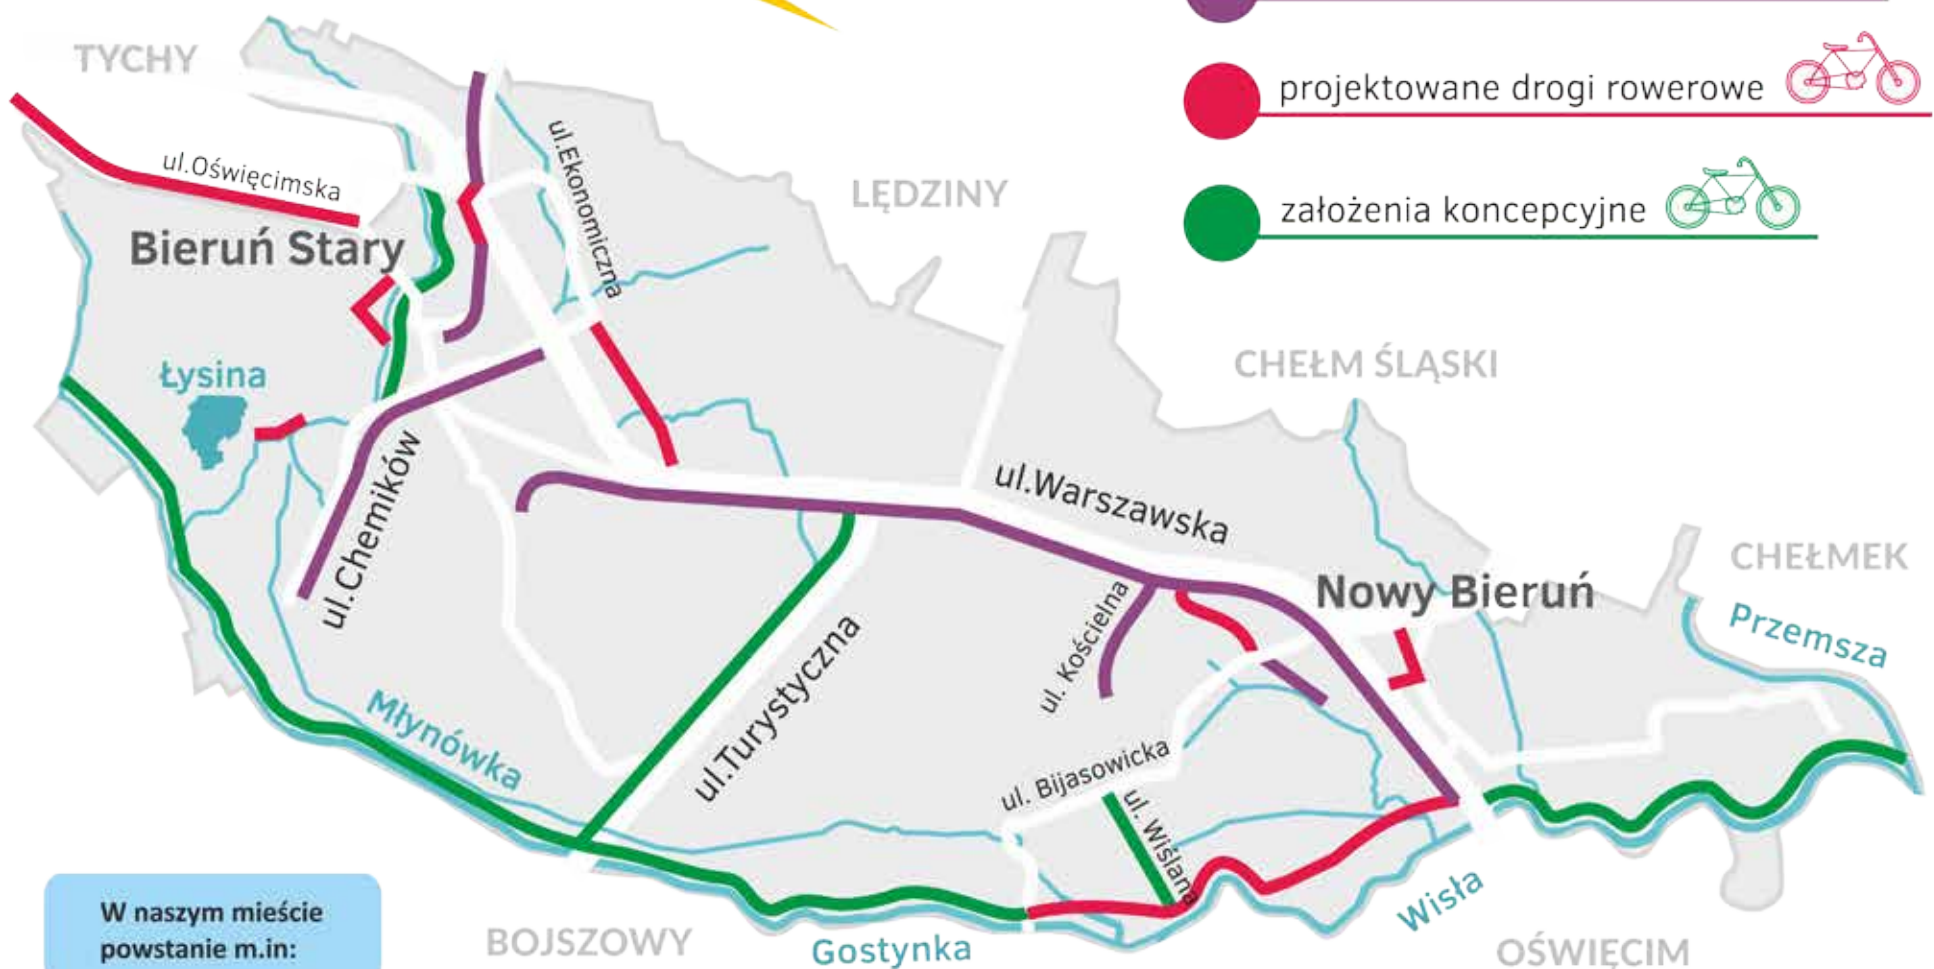 TYCHY
projektowane drogi rowerowe
ul.Oświęcimska
ul.Ekonomiczna
LĘDZINY
założenia koncepcyjne
Bieruń Stary
Łysina
CHEŁM ŚLĄSKI
ul.Chemików
ul.Warszawska
CHEŁMEK
Nowy Bieruń
Przemsza
ul. Kościelna
ul.Turystyczna
Młynówka
ul. Bijasowicka
ul. Wiślana
Wisła
W naszym mieście
powstanie m.in:
BOJSZOWY
Gostynka
OŚWIĘCIM